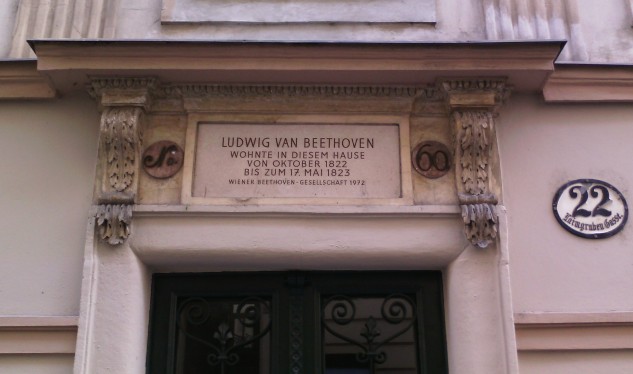 LUDWIG VAN BEETHOVEN
WOHNTE IN DIESEM HAUSE
VON OKTOBER 1822
BIS ZUM 17. MAI 1823
WIENER BEETHOVEN-GESELLSCHAFT 1972
N:
60
22
Laimgruben Gasse.